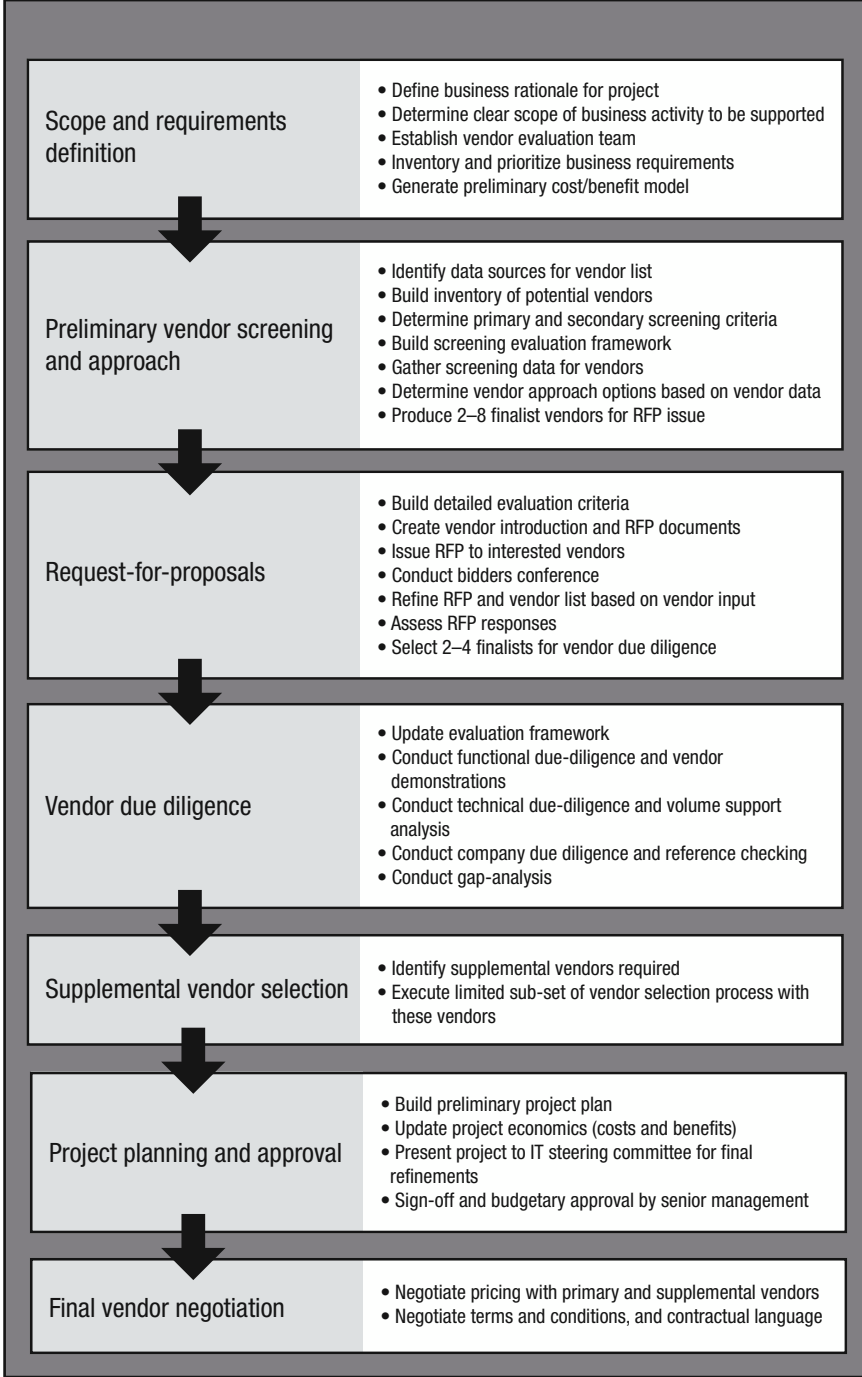 Scope and requirements
definition
• Define business rationale for project
• Determine clear scope of business activity to be supported
• Establish vendor evaluation team
• Inventory and prioritize business requirements
• Generate preliminary cost/benefit model
Preliminary vendor screening
and approach
• Identify data sources for vendor list
• Build inventory of potential vendors
• Determine primary and secondary screening criteria
• Build screening evaluation framework
• Gather screening data for vendors
• Determine vendor approach options based on vendor data
• Produce 2–8 finalist vendors for RFP issue
Request-for-proposals
• Build detailed evaluation criteria
• Create vendor introduction and RFP documents
• Issue RFP to interested vendors
• Conduct bidders conference
• Refine RFP and vendor list based on vendor input
• Assess RFP responses
• Select 2–4 finalists for vendor due diligence
Vendor due diligence
• Update evaluation framework
• Conduct functional due-diligence and vendor
demonstrations
• Conduct technical due-diligence and volume support
analysis
• Conduct company due diligence and reference checking
• Conduct gap-analysis
Supplemental vendor selection
• Identify supplemental vendors required
• Execute limited sub-set of vendor selection process with
these vendors
Project planning and approval
• Build preliminary project plan
• Update project economics (costs and benefits)
• Present project to IT steering committee for final
refinements
• Sign-off and budgetary approval by senior management
Final vendor negotiation
• Negotiate pricing with primary and supplemental vendors
• Negotiate terms and conditions, and contractual language